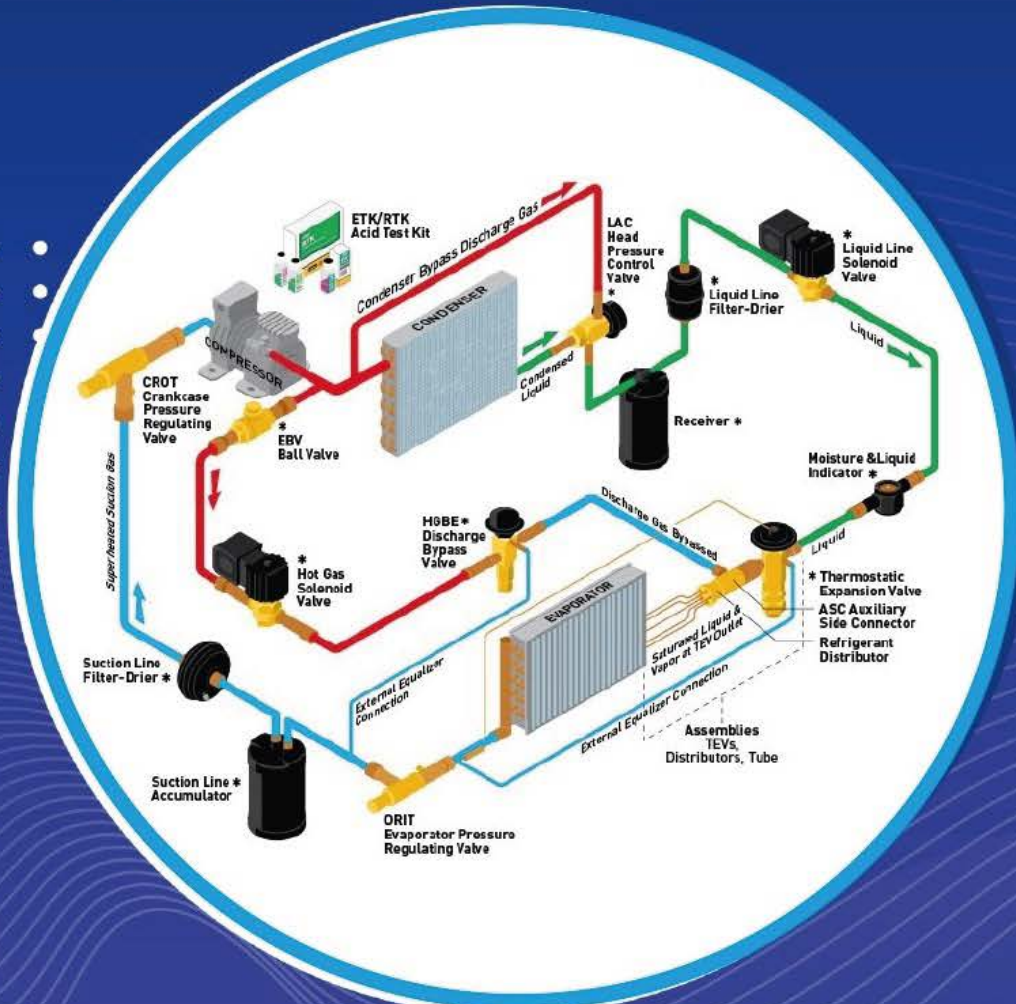 ETK/RTK
Acid Test Kit
RTK
Condenser Bypass Discharge Gas
LAC
Head
Pressure
Control
Valve
*
*
Liquid Line
Solenoid
Valve
*
Liquid Line
Filter-Drier
COMPRESSOR
CONDENSER
Condensed
Liquid
Liquid
CROT
Crankcase
Pressure
Regulating
Valve
*
EBV
Ball Valve
Receiver *
Moisture &Liquid
Indicator *
Superheated Suction Gas
HGBE *
Discharge
Bypass
Valve
Discharge Gas Bypassed
Liquid
*
Hot Gas
Solenoid
Valve
EVAPORATOR
* Thermostatic
Expansion Valve
ASC Auxiliary
Side Connector
Refrigerant
Distributor
Saturated Liquid &
Vapor at TEV Outlet
Suction Line
Filter-Drier *
External Equalizer
Connection
External Equalizer Connection
Assemblies
TEVs,
Distributors, Tube
Suction Line *
Accumulator
ORIT
Evaporator Pressure
Regulating Valve